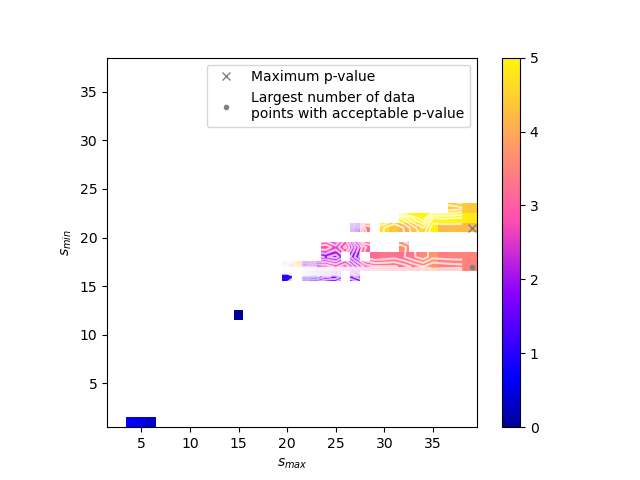 Maximum p-value
Largest number of data
points with acceptable p-value
35
30
25
20
15
10
5
s_min
5 10 15 20 25 30 35
s_max
5
4
3
2
1
0